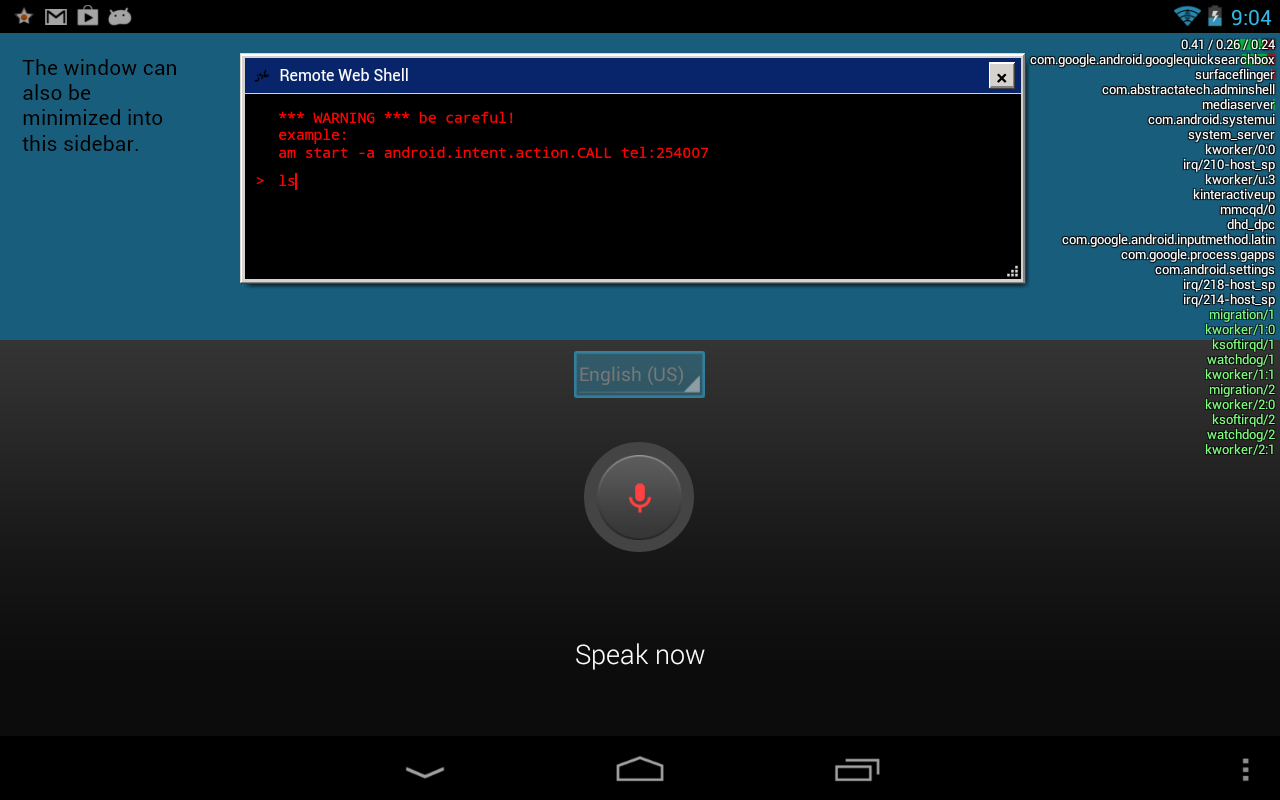 9:04
The window can
also be
minimized into
this sidebar.
Remote Web Shell
*** WARNING *** be careful!
example:
am start -a android.intent.action.CALL tel:254007
> ls
0.41 / 0.26 / 0.24
com.google.android.googlequicksearchbox
surfaceflinger
com.abstractatech.adminshell
mediaserver
com.android.systemui
system_server
kworker/0:0
irq/210-host_sp
kworker/u:3
kinteractiveup
mmcqd/0
dhd_dpc
com.google.android.inputmethod.latin
com.google.process.gapps
com.android.settings
irq/218-host_sp
irq/214-host_sp
migration/1
kworker/1:0
ksoftirqd/1
watchdog/1
kworker/1:1
migration/2
kworker/2:0
ksoftirqd/2
watchdog/2
kworker/2:1
English (US)
Speak now